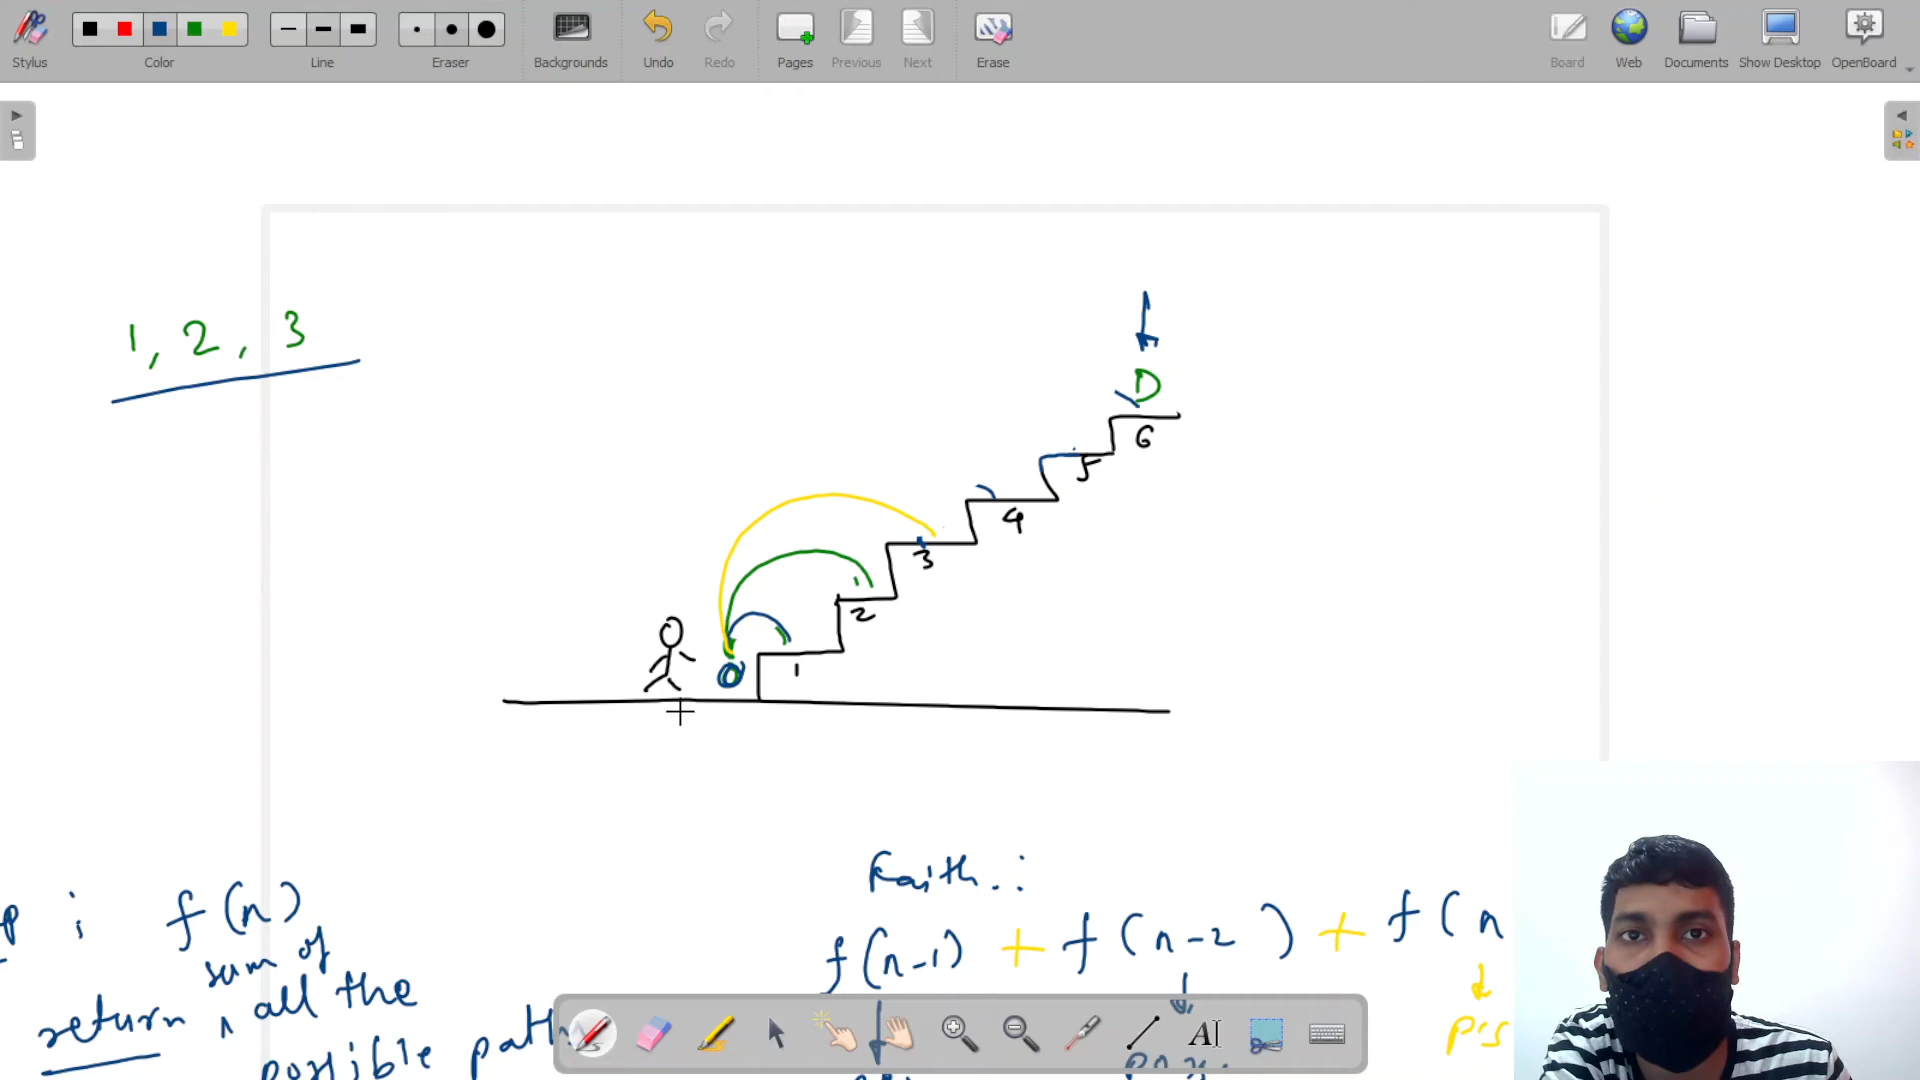 Stylus Color Line Eraser Backgrounds Undo Redo Pages Previous Next Erase Board Web Documents Show Desktop OpenBoard
1, 2, 3
D
6
5
4
3
2
1
0
Faith :
p : f(n)
f(n-1) + f(n-2) + f(n
sum of
return ∧ all the
possible path